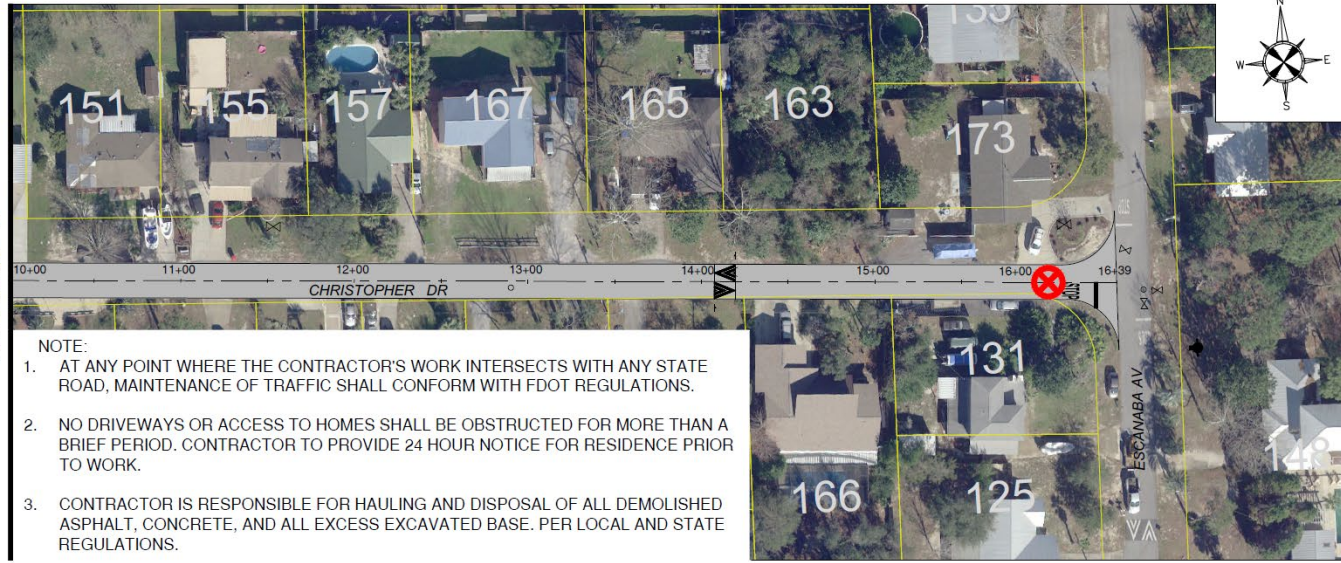 N
W E
S
135
151
155
157
167
165
163
173
10+00
11+00
12+00
13+00
14+00
15+00
16+00
16+39
CHRISTOPHER DR
STOP
131
ESCANABA AV
166
125
148
NOTE:
1. AT ANY POINT WHERE THE CONTRACTOR'S WORK INTERSECTS WITH ANY STATE
ROAD, MAINTENANCE OF TRAFFIC SHALL CONFORM WITH FDOT REGULATIONS.
2. NO DRIVEWAYS OR ACCESS TO HOMES SHALL BE OBSTRUCTED FOR MORE THAN A
BRIEF PERIOD. CONTRACTOR TO PROVIDE 24 HOUR NOTICE FOR RESIDENCE PRIOR
TO WORK.
3. CONTRACTOR IS RESPONSIBLE FOR HAULING AND DISPOSAL OF ALL DEMOLISHED
ASPHALT, CONCRETE, AND ALL EXCESS EXCAVATED BASE. PER LOCAL AND STATE
REGULATIONS.